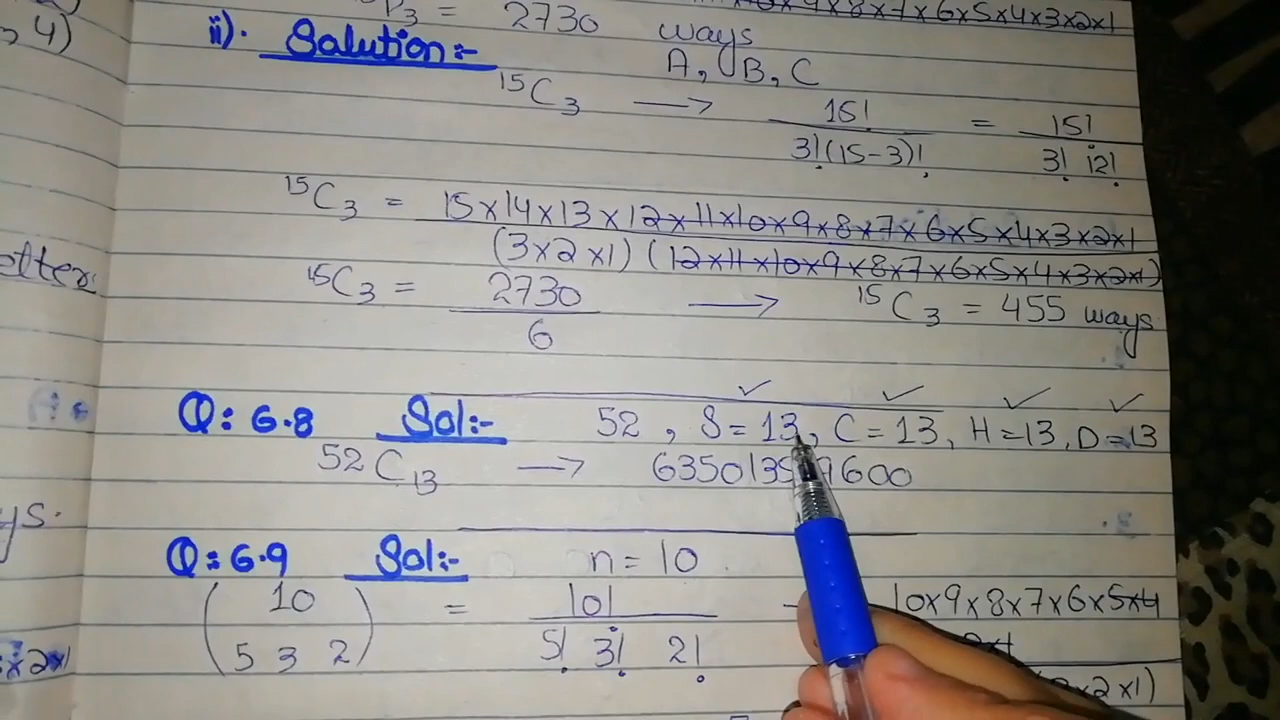 P₃ = 2730 ways
4)
ii). Salution:-
A, B, C
¹⁵C₃ → 15! / 3!(15-3)! = 15! / 3! 12!
¹⁵C₃ = 15×14×13×12×11×10×9×8×7×6×5×4×3×2×1
(3×2×1) (12×11×10×9×8×7×6×5×4×3×2×1)
¹⁵C₃ = 2730 / 6 → ¹⁵C₃ = 455 ways
Q: 6.8 Sol:- 52, S = 13, C = 13, H = 13, D = 13
52C₁₃ →
Q: 6.9 Sol:- n = 10
(10 / 5 3 2) = 10! / 5! 3! 2! 10×9×8×7×6×5×4
×2×1)